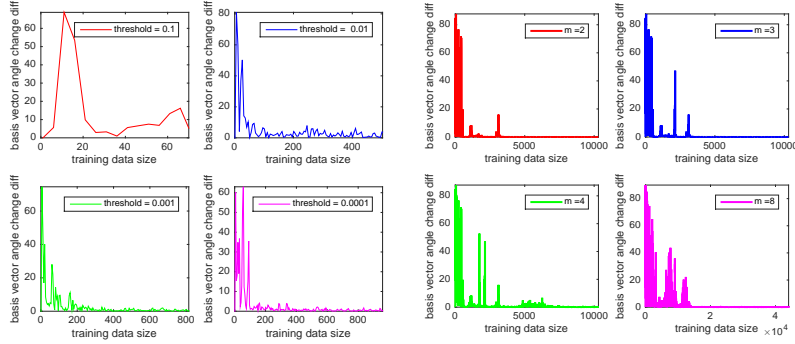 basis vector angle change diff
60
50
40
30
20
10
0
threshold = 0.1
0 20 40 60
training data size
basis vector angle change diff
80
60
40
20
0
threshold = 0.01
0 200 400
training data size
basis vector angle change diff
80
60
40
20
0
m =2
0 5000 10000
training data size
basis vector angle change diff
80
60
40
20
0
m =3
0 5000 10000
training data size
basis vector angle change diff
60
40
20
0
threshold = 0.001
0 200 400 600 800
training data size
basis vector angle change diff
60
50
40
30
20
10
0
threshold = 0.0001
0 200 400 600 800
training data size
basis vector angle change diff
80
60
40
20
0
m =4
0 5000 10000
training data size
basis vector angle change diff
80
60
40
20
0
m =8
0 2 4
training data size ×10⁴